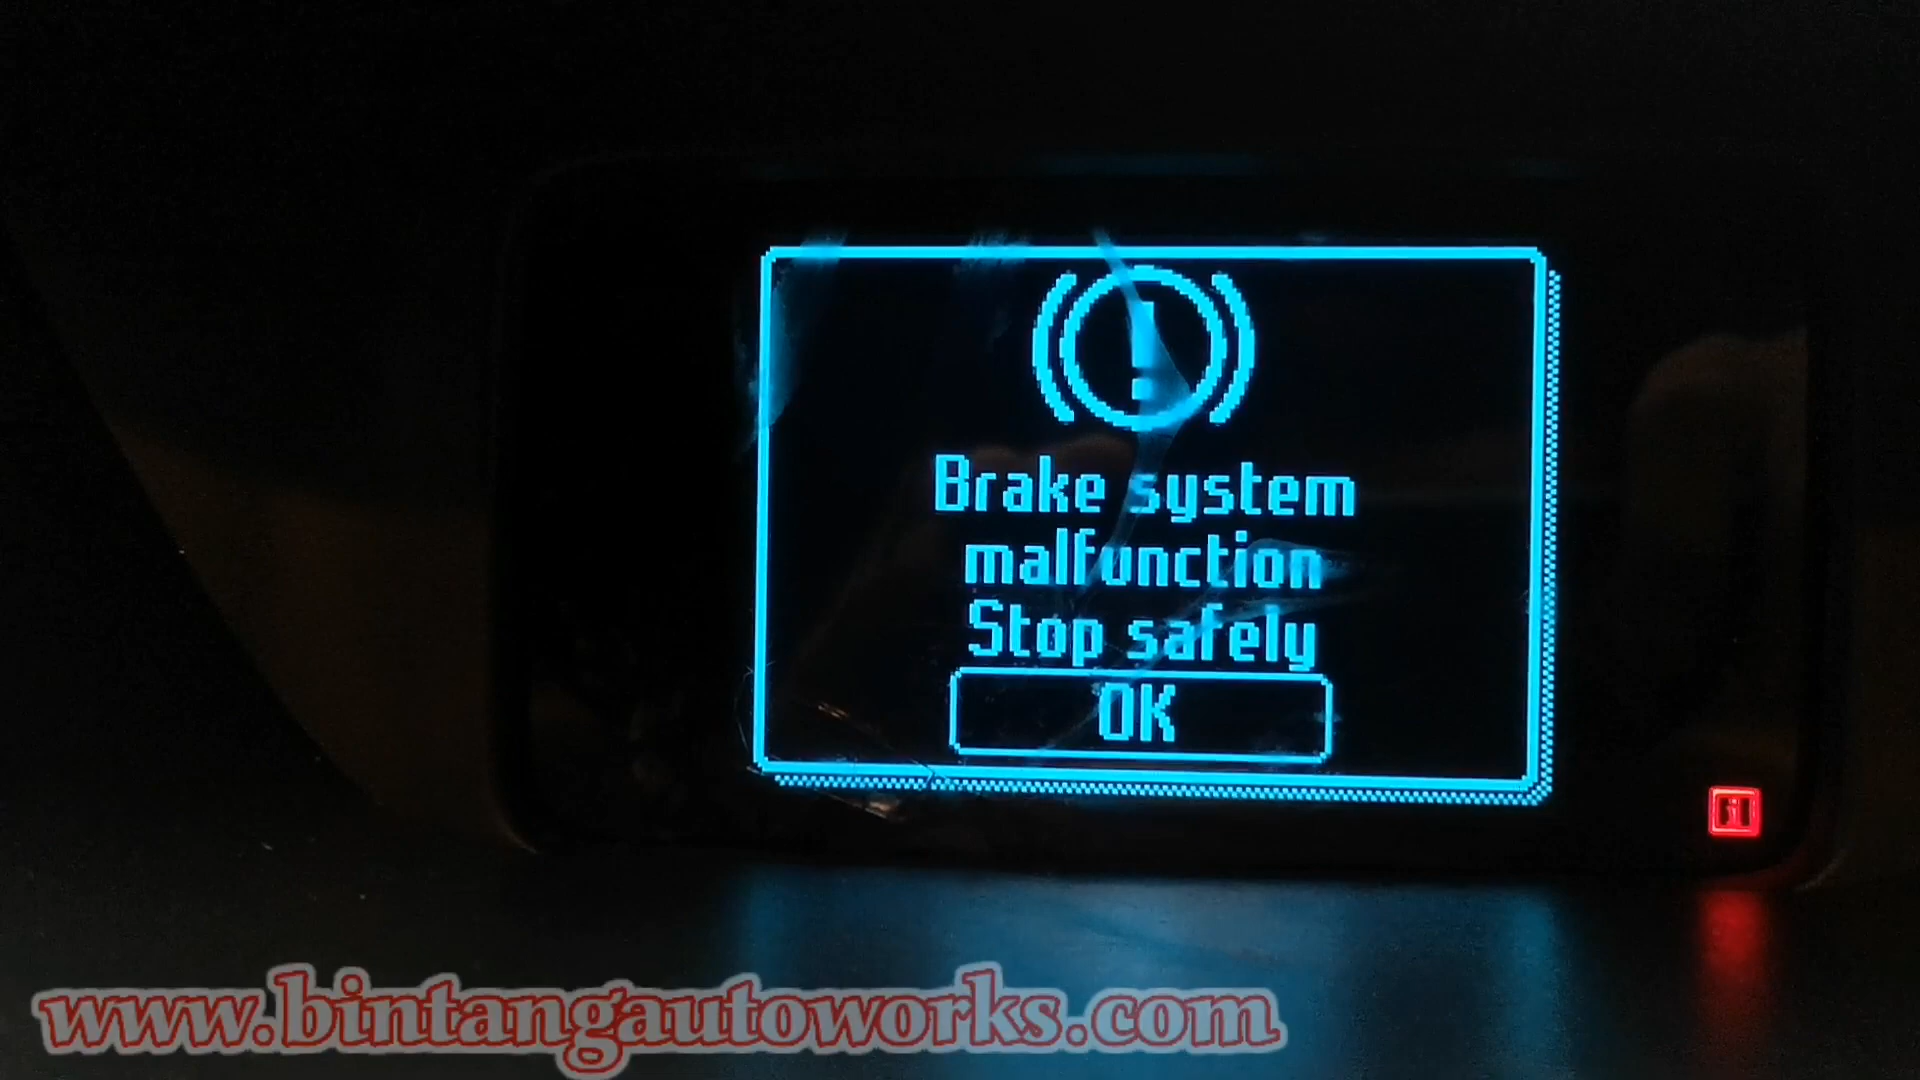 Brake system
malfunction
Stop safely
OK
www.bintangautoworks.com